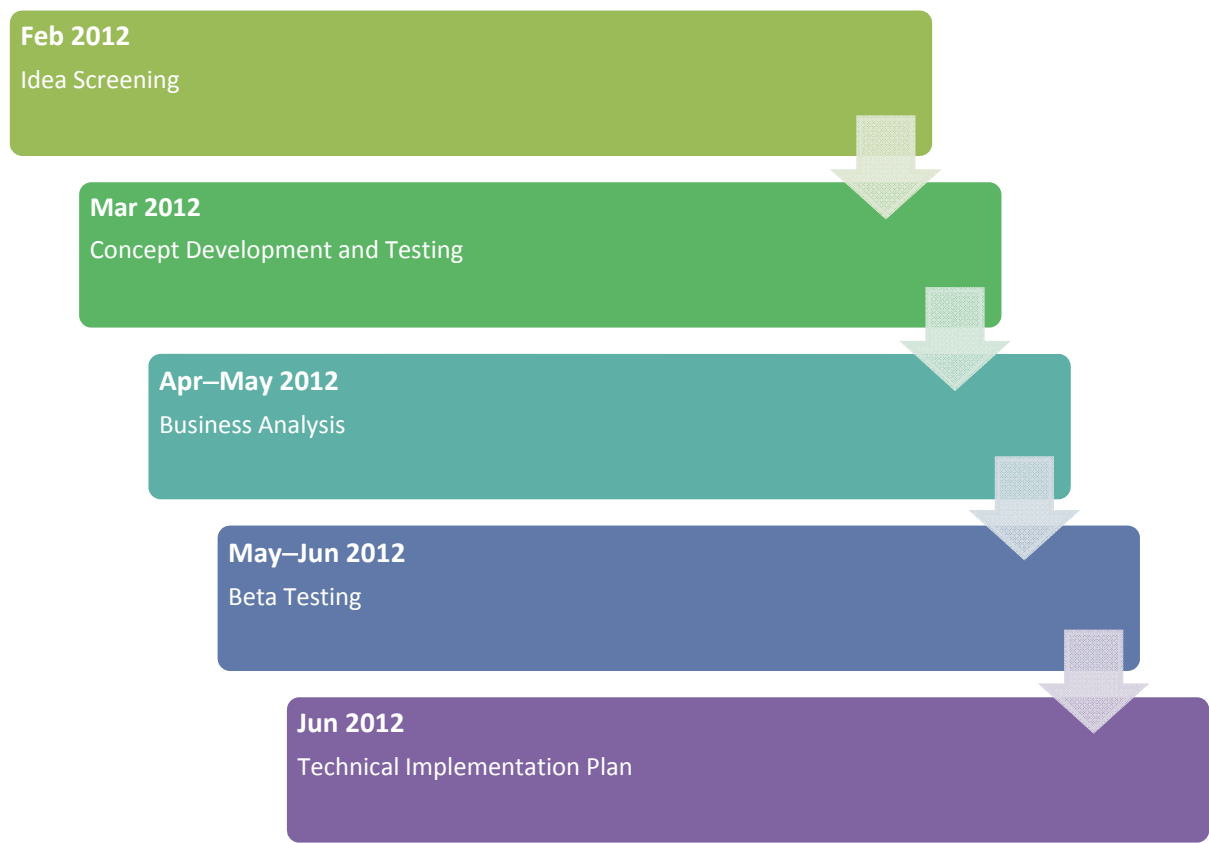 Feb 2012
Idea Screening
Mar 2012
Concept Development and Testing
Apr–May 2012
Business Analysis
May–Jun 2012
Beta Testing
Jun 2012
Technical Implementation Plan